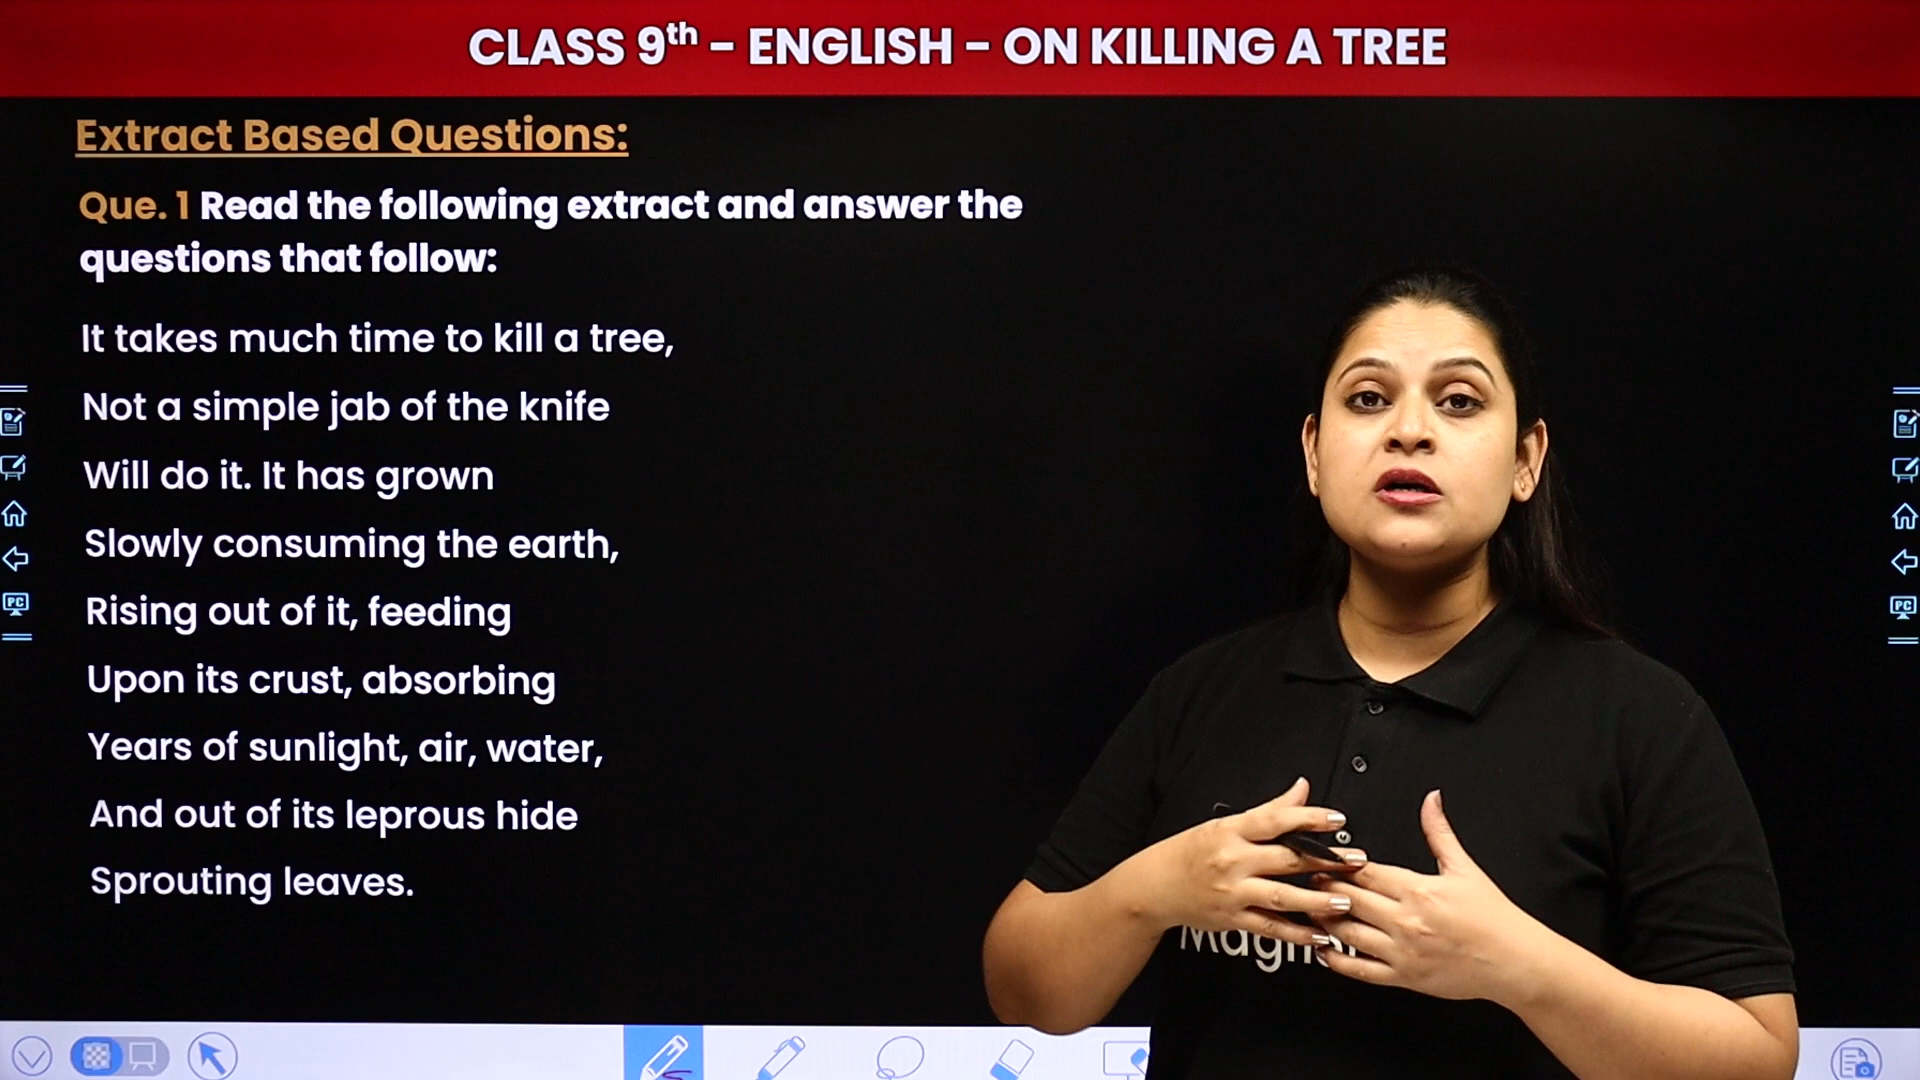 CLASS 9th – ENGLISH – ON KILLING A TREE
Extract Based Questions:
Que. 1 Read the following extract and answer the
questions that follow:
It takes much time to kill a tree,
Not a simple jab of the knife
Will do it. It has grown
Slowly consuming the earth,
Rising out of it, feeding
Upon its crust, absorbing
Years of sunlight, air, water,
And out of its leprous hide
Sprouting leaves.
PC
PC